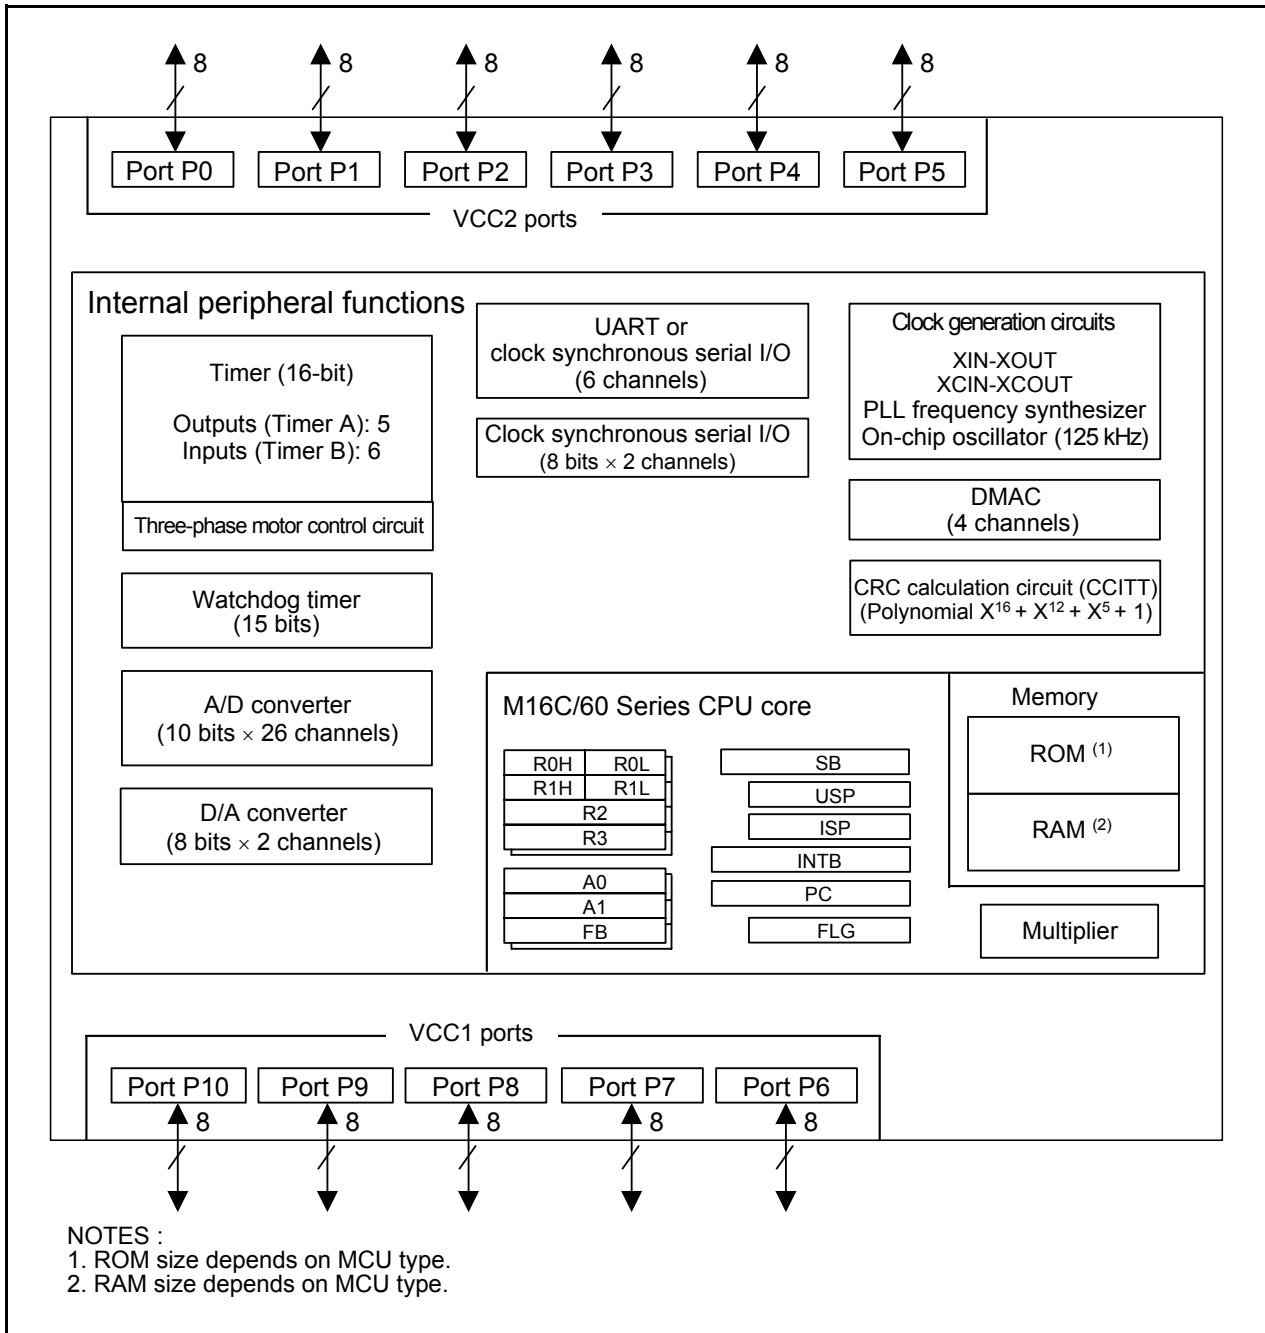 8 8 8 8 8 8
Port P0 Port P1 Port P2 Port P3 Port P4 Port P5
VCC2 ports
Internal peripheral functions
Timer (16-bit)
Outputs (Timer A): 5
Inputs (Timer B): 6
Three-phase motor control circuit
Watchdog timer
(15 bits)
A/D converter
(10 bits × 26 channels)
D/A converter
(8 bits × 2 channels)
UART or
clock synchronous serial I/O
(6 channels)
Clock synchronous serial I/O
(8 bits × 2 channels)
Clock generation circuits
XIN-XOUT
XCIN-XCOUT
PLL frequency synthesizer
On-chip oscillator (125 kHz)
DMAC
(4 channels)
CRC calculation circuit (CCITT)
(Polynomial X¹⁶ + X¹² + X⁵ + 1)
M16C/60 Series CPU core
R0H R0L
R1H R1L
R2
R3
A0
A1
FB
SB
USP
ISP
INTB
PC
FLG
Memory
ROM (1)
RAM (2)
Multiplier
VCC1 ports
Port P10 Port P9 Port P8 Port P7 Port P6
8 8 8 8 8
NOTES :
1. ROM size depends on MCU type.
2. RAM size depends on MCU type.